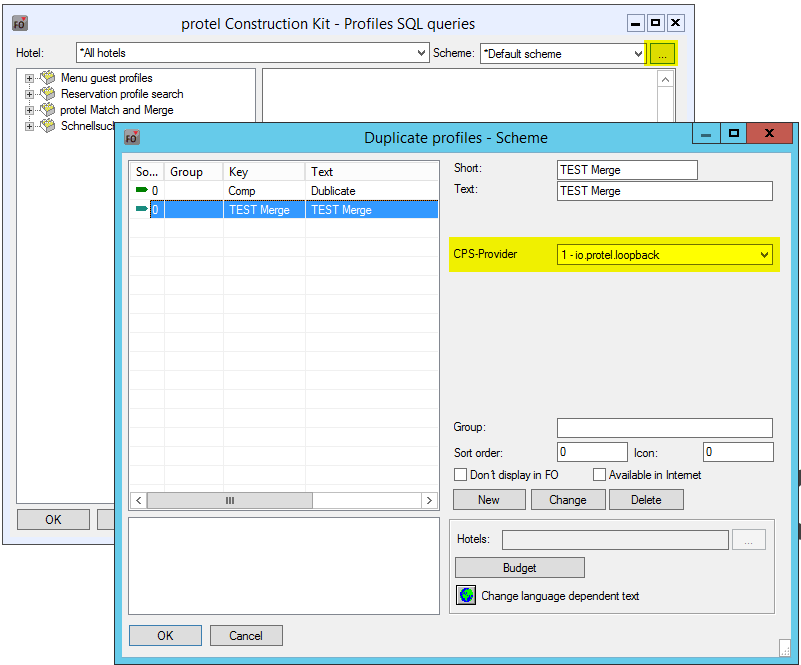 FO
protel Construction Kit - Profiles SQL queries
Hotel:
*All hotels
Scheme:
*Default scheme
...
Menu guest profiles
Reservation profile search
protel Match and Merge
Schnellsuc
OK
FO
Duplicate profiles - Scheme
So... Group Key Text
0 Comp Dublicate
0 TEST Merge TEST Merge
Short:
TEST Merge
Text:
TEST Merge
CPS-Provider
1 - io.protel.loopback
Group:
Sort order:
0
Icon:
0
Don't display in FO
Available in Internet
New
Change
Delete
Hotels:
...
Budget
Change language dependent text
OK
Cancel